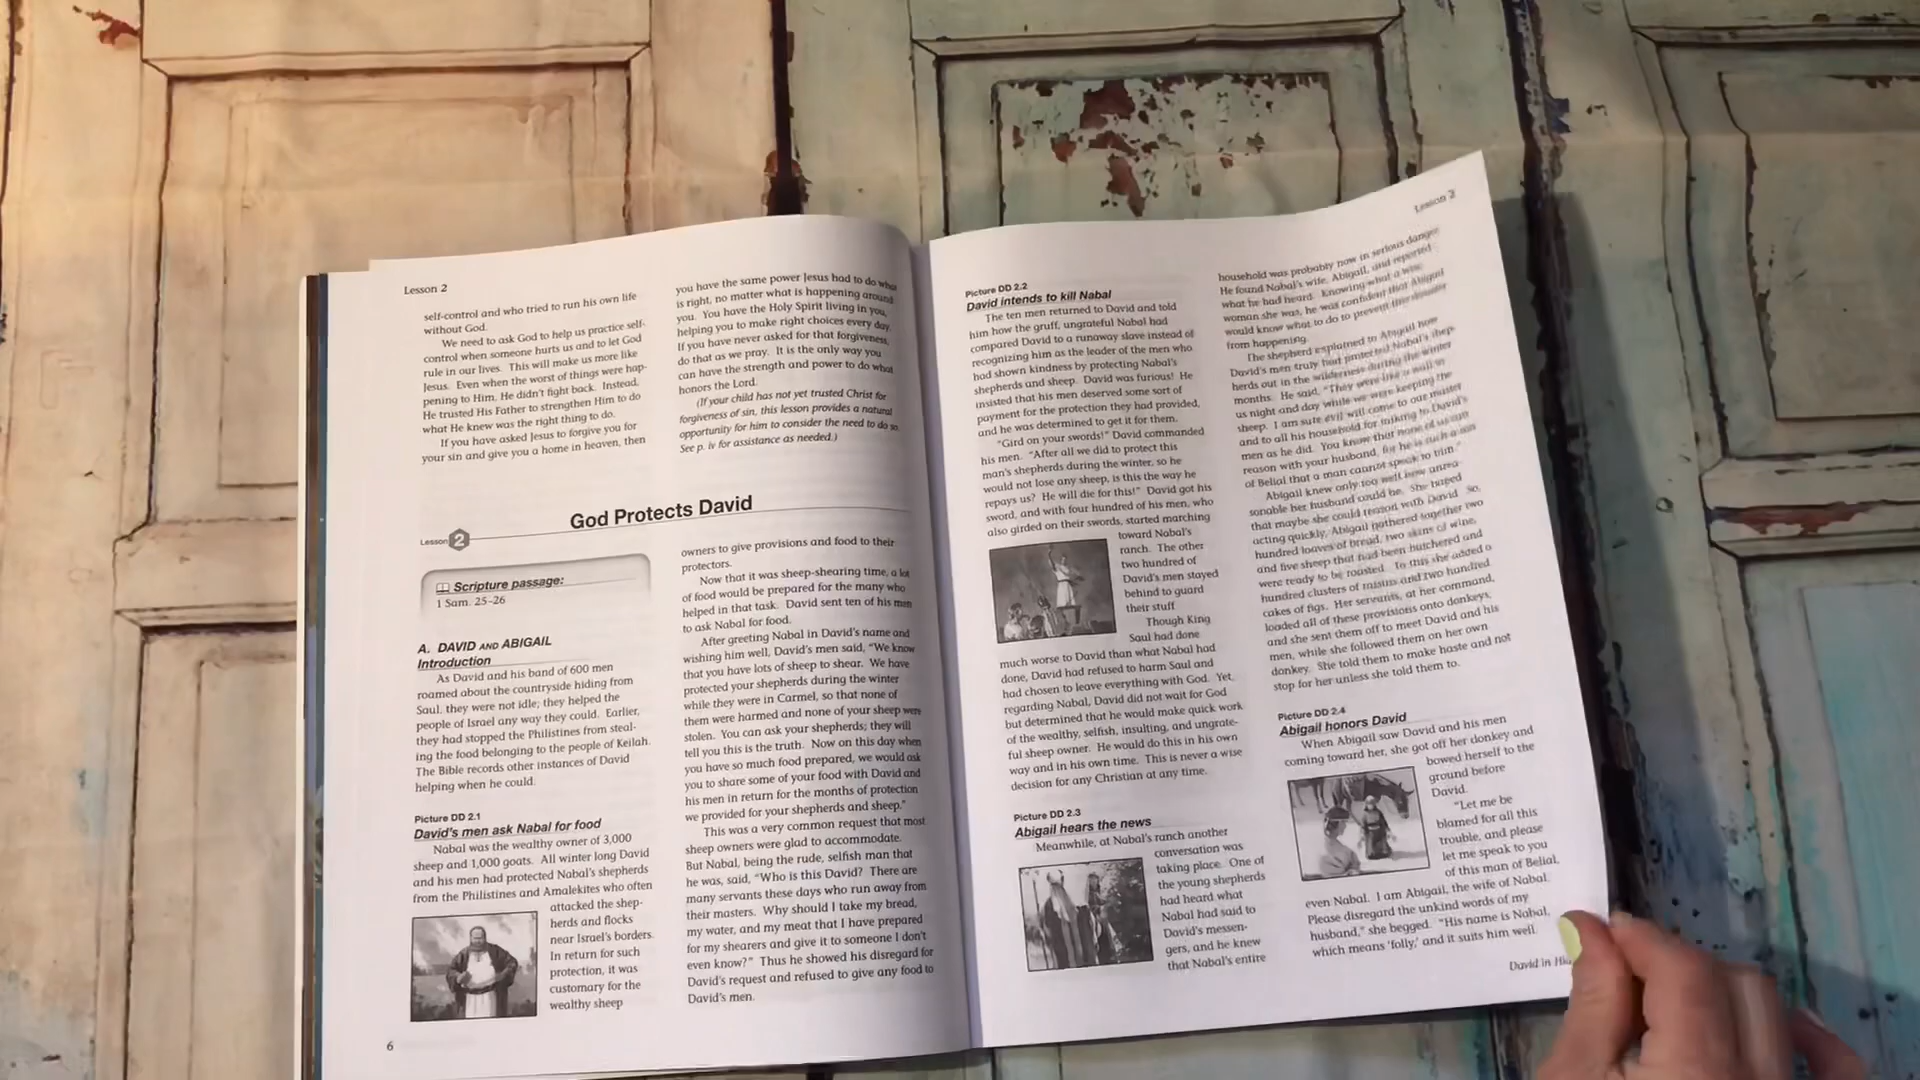 Lesson 2
self-control and who tried to run his own life
without God.
We need to ask God to help us practice self-
control when someone hurts us and to let God
rule in our lives. This will make us more like
Jesus. Even when the worst of things were hap-
pening to Him, He didn't fight back. Instead,
He trusted His Father to strengthen Him to do
what He knew was the right thing to do.
If you have asked Jesus to forgive you for
your sin and give you a home in heaven, then
you have the same power Jesus had to do what
is right, no matter what is happening around
you. You have the Holy Spirit living in you,
helping you to make right choices every day.
If you have never asked for that forgiveness,
do that as we pray. It is the only way you
can have the strength and power to do what
honors the Lord.
(If your child has not yet trusted Christ for
forgiveness of sin, this lesson provides a natural
opportunity for him to consider the need to do so.
See p. iv for assistance as needed.)
God Protects David
Lesson 2
Scripture passage:
1 Sam. 25–26
A. DAVID AND ABIGAIL
Introduction
As David and his band of 600 men
roamed about the countryside hiding from
Saul, they were not idle; they helped the
people of Israel any way they could. Earlier,
they had stopped the Philistines from steal-
ing the food belonging to the people of Keilah.
The Bible records other instances of David
helping when he could.
Picture DD 2.1
David's men ask Nabal for food
Nabal was the wealthy owner of 3,000
sheep and 1,000 goats. All winter long David
and his men had protected Nabal's shepherds
from the Philistines and Amalekites who often
attacked the shep-
herds and flocks
near Israel's borders.
In return for such
protection, it was
customary for the
wealthy sheep
owners to give provisions and food to their
protectors.
Now that it was sheep-shearing time, a lot
of food would be prepared for the many who
helped in that task. David sent ten of his men
to ask Nabal for food.
After greeting Nabal in David's name and
wishing him well, David's men said, "We know
that you have lots of sheep to shear. We have
protected your shepherds during the winter
while they were in Carmel, so that none of
them were harmed and none of your sheep were
stolen. You can ask your shepherds; they will
tell you this is the truth. Now on this day when
you have so much food prepared, we would ask
you to share some of your food with David and
his men in return for the months of protection
we provided for your shepherds and sheep."
This was a very common request that most
sheep owners were glad to accommodate.
But Nabal, being the rude, selfish man that
he was, said, "Who is this David? There are
many servants these days who run away from
their masters. Why should I take my bread,
my water, and my meat that I have prepared
for my shearers and give it to someone I don't
even know?" Thus he showed his disregard for
David's request and refused to give any food to
David's men.
6
Lesson 2
Picture DD 2.2
David intends to kill Nabal
The ten men returned to David and told
him how the gruff, ungrateful Nabal had
compared David to a runaway slave instead of
recognizing him as the leader of the men who
had shown kindness by protecting Nabal's
shepherds and sheep. David was furious! He
insisted that his men deserved some sort of
payment for the protection they had provided,
and he was determined to get it for them.
"Gird on your swords!" David commanded
his men. "After all we did to protect this
man's shepherds during the winter, so he
would not lose any sheep, is this the way he
repays us? He will die for this!" David got his
sword, and with four hundred of his men, who
also girded on their swords, started marching
toward Nabal's
ranch. The other
two hundred of
David's men stayed
behind to guard
their stuff
Though King
Saul had done
much worse to David than what Nabal had
done, David had refused to harm Saul and
had chosen to leave everything with God. Yet,
regarding Nabal, David did not wait for God
but determined that he would make quick work
of the wealthy, selfish, insulting, and ungrate-
ful sheep owner. He would do this in his own
way and in his own time. This is never a wise
decision for any Christian at any time.
Picture DD 2.3
Abigail hears the news
Meanwhile, at Nabal's ranch another
conversation was
taking place. One of
the young shepherds
had heard what
Nabal had said to
David's messen-
gers, and he knew
that Nabal's entire
household was probably now in serious danger.
He found Nabal's wife, Abigail, and reported
what he had heard. Knowing what a wise
woman she was, he was confident that Abigail
would know what to do to prevent this disaster
from happening.
The shepherd explained to Abigail how
David's men truly had protected Nabal's shep-
herds out in the wilderness during the winter
months. He said, "They were like a wall to
us night and day while we were keeping the
sheep. I am sure evil will come to our master
and to all his household for talking to David's
men as he did. You know that none of us can
reason with your husband, for he is such a son
of Belial that a man cannot speak to him."
Abigail knew only too well how unrea-
sonable her husband could be. She hoped
that maybe she could reason with David. So,
acting quickly, Abigail gathered together two
hundred loaves of bread, two skins of wine,
and five sheep that had been butchered and
were ready to be roasted. To this she added a
hundred clusters of raisins and two hundred
cakes of figs. Her servants, at her command,
loaded all of these provisions onto donkeys,
and she sent them off to meet David and his
men, while she followed them on her own
donkey. She told them to make haste and not
stop for her unless she told them to.
Picture DD 2.4
Abigail honors David
When Abigail saw David and his men
coming toward her, she got off her donkey and
bowed herself to the
ground before
David.
"Let me be
blamed for all this
trouble, and please
let me speak to you
of this man of Belial,
even Nabal. I am Abigail, the wife of Nabal.
Please disregard the unkind words of my
husband," she begged. "His name is Nabal,
which means 'folly,' and it suits him well.
David in